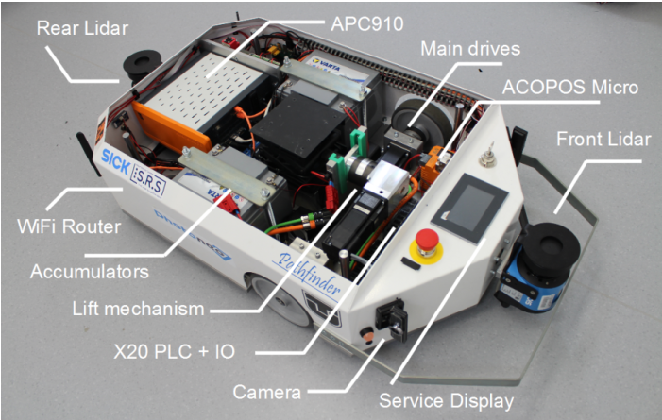 Rear Lidar
APC910
Main drives
ACOPOS Micro
Front Lidar
VARTA
SICK
S.R.S
WiFi Router
Accumulators
Pathfinder
Lift mechanism
X20 PLC + IO
Camera
Service Display